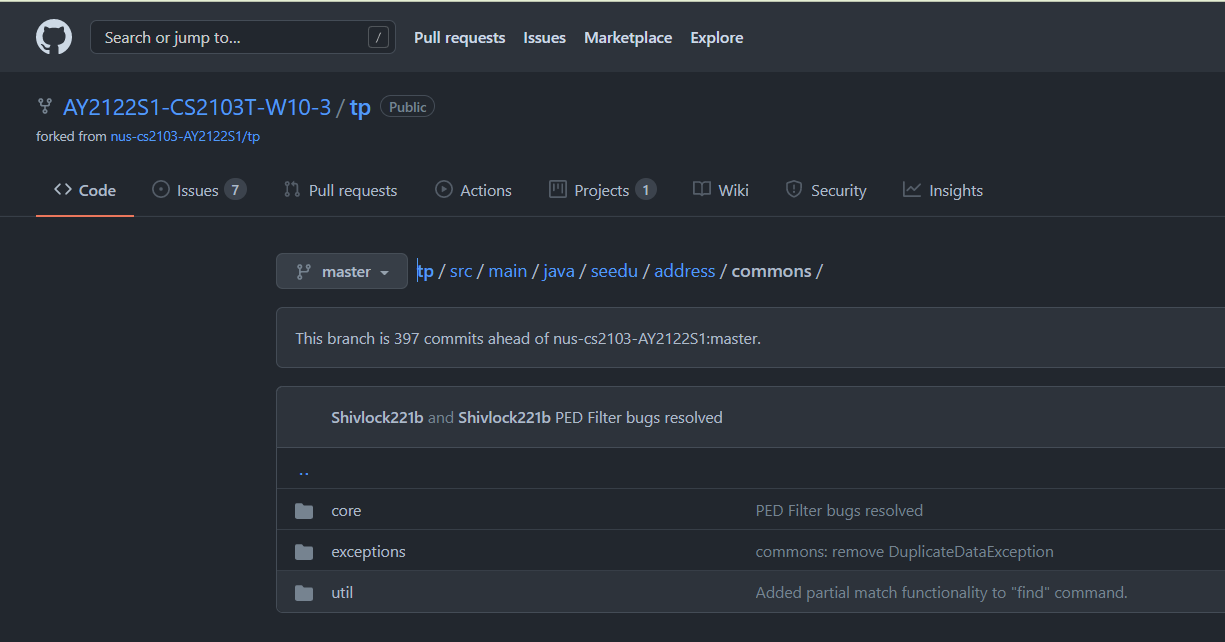 Search or jump to... /
Pull requests Issues Marketplace Explore
AY2122S1-CS2103T-W10-3 / tp Public
forked from nus-cs2103-AY2122S1/tp
Code Issues 7 Pull requests Actions Projects 1 Wiki Security Insights
master tp / src / main / java / seedu / address / commons /
This branch is 397 commits ahead of nus-cs2103-AY2122S1:master.
Shivlock221b and Shivlock221b PED Filter bugs resolved
..
core PED Filter bugs resolved
exceptions commons: remove DuplicateDataException
util Added partial match functionality to "find" command.